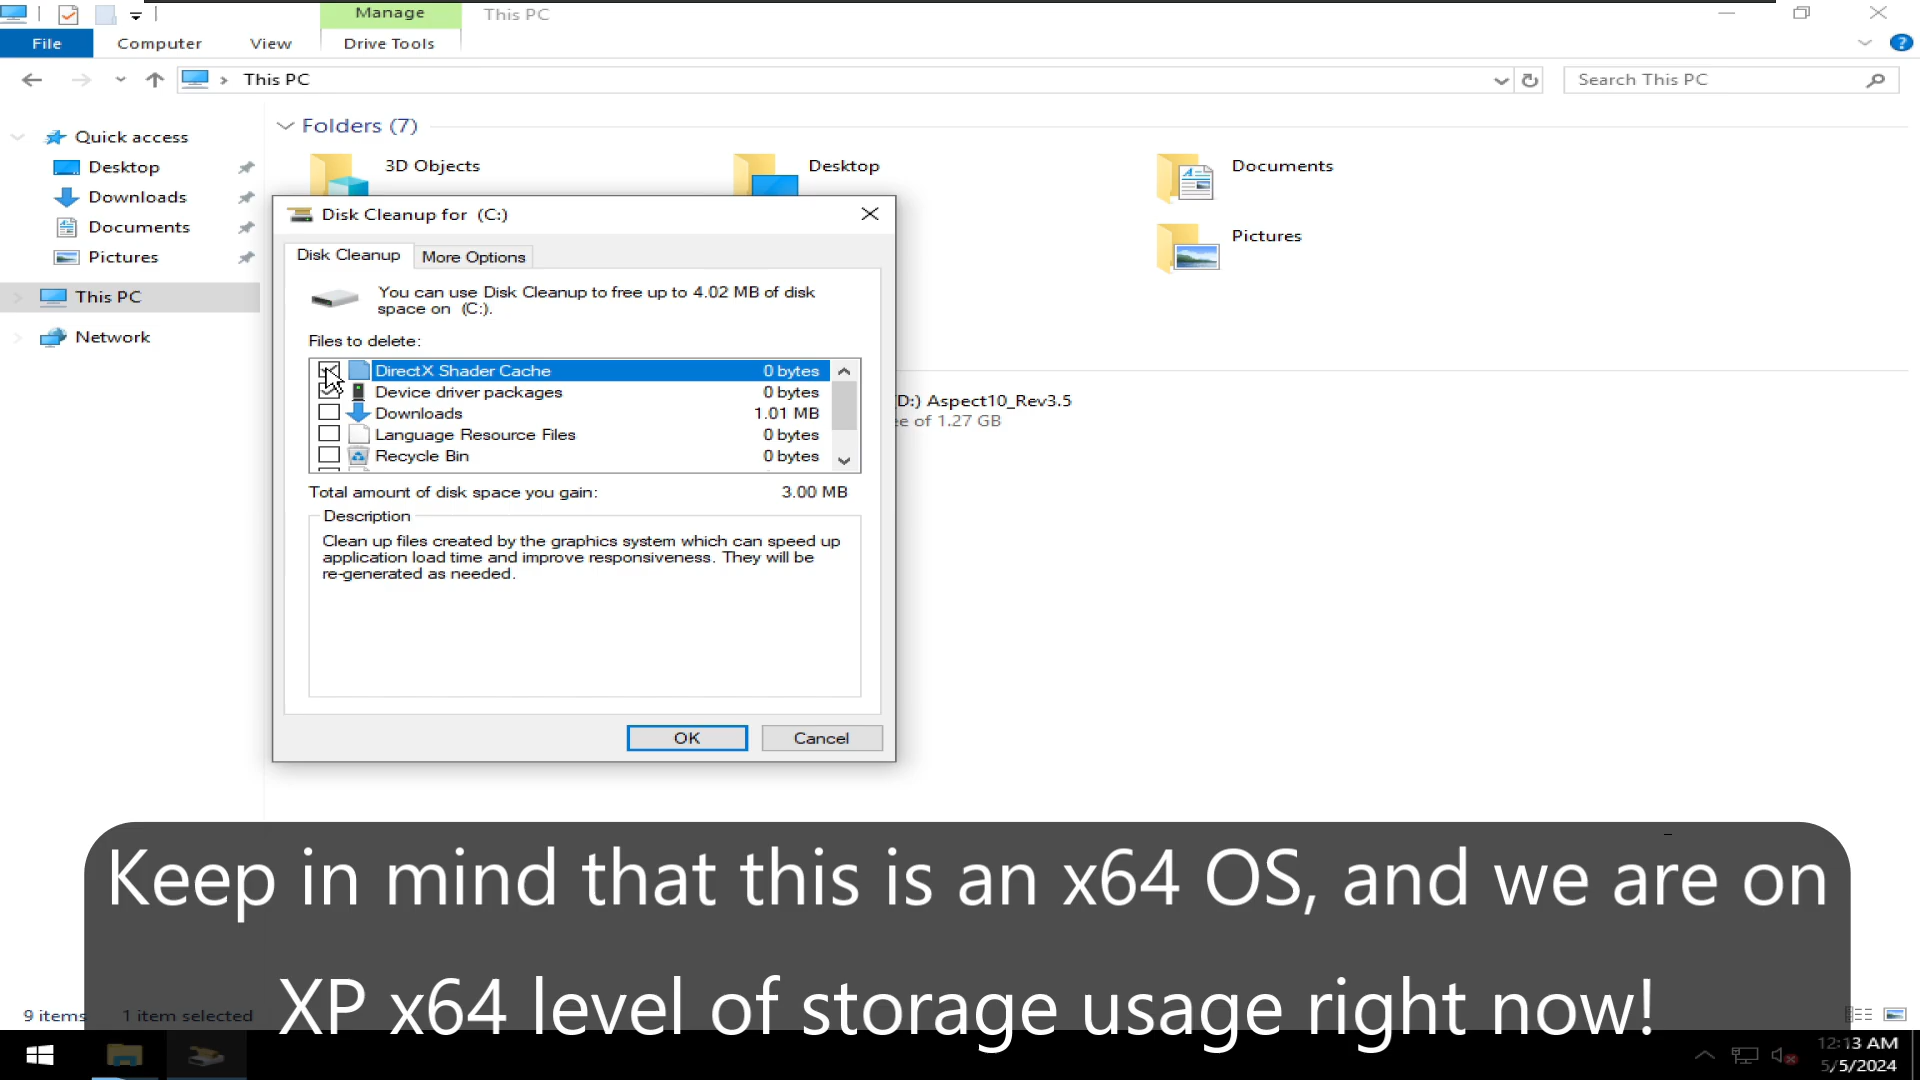 Manage
This PC
File
Computer
View
Drive Tools
This PC
Search This PC
Quick access
Desktop
Downloads
Documents
Pictures
This PC
Network
Folders (7)
3D Objects
Desktop
Documents
Pictures
D:) Aspect10_Rev3.5
ee of 1.27 GB
Disk Cleanup for (C:)
Disk Cleanup
More Options
You can use Disk Cleanup to free up to 4.02 MB of disk
space on (C:).
Files to delete:
DirectX Shader Cache 0 bytes
Device driver packages 0 bytes
Downloads 1.01 MB
Language Resource Files 0 bytes
Recycle Bin 0 bytes
Total amount of disk space you gain: 3.00 MB
Description
Clean up files created by the graphics system which can speed up
application load time and improve responsiveness. They will be
re-generated as needed.
OK
Cancel
Keep in mind that this is an x64 OS, and we are on
XP x64 level of storage usage right now!
9 items
1 item selected
12:13 AM
5/5/2024